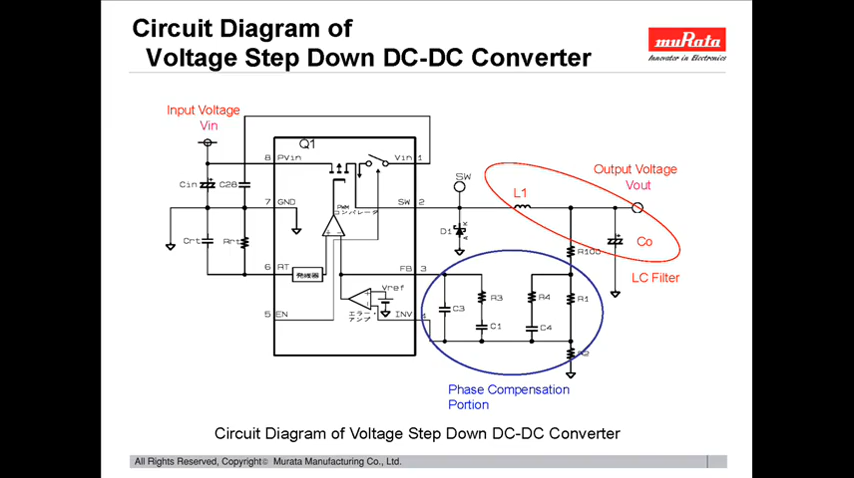 Circuit Diagram of
Voltage Step Down DC-DC Converter
muRata
Innovator in Electronics
Input Voltage
Vin
Q1
8 PVin
Vin 1
Cin
C28
SW
Output Voltage
Vout
L1
7 GND
SW 2
PWM
コンパレータ
D1
A K
R100
Co
Crt
Rrt
LC Filter
6 RT
発振器
FB 3
Vref
C3
R3
R4
R1
5 EN
エラー・
アンプ
INV
C1
C4
R2
Phase Compensation
Portion
Circuit Diagram of Voltage Step Down DC-DC Converter
All Rights Reserved, Copyright© Murata Manufacturing Co., Ltd.